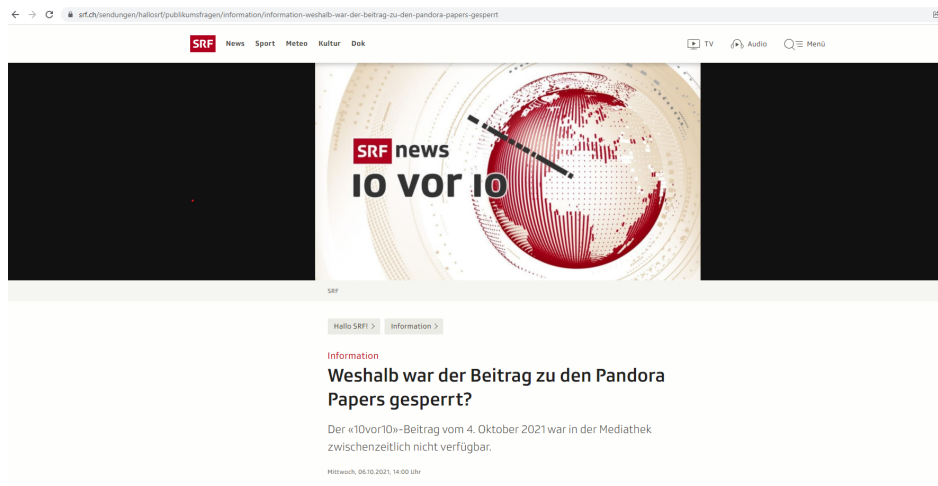 srf.ch/sendungen/hallosrf/publikumsfragen/information/information-weshalb-war-der-beitrag-zu-den-pandora-papers-gesperrt
SRF News Sport Meteo Kultur Dok TV Audio Menü
SRF news
10 VOR 10
SRF
Hallo SRF! > Information >
Information
Weshalb war der Beitrag zu den Pandora
Papers gesperrt?
Der «10vor10»-Beitrag vom 4. Oktober 2021 war in der Mediathek
zwischenzeitlich nicht verfügbar.
Mittwoch, 06.10.2021, 14:00 Uhr